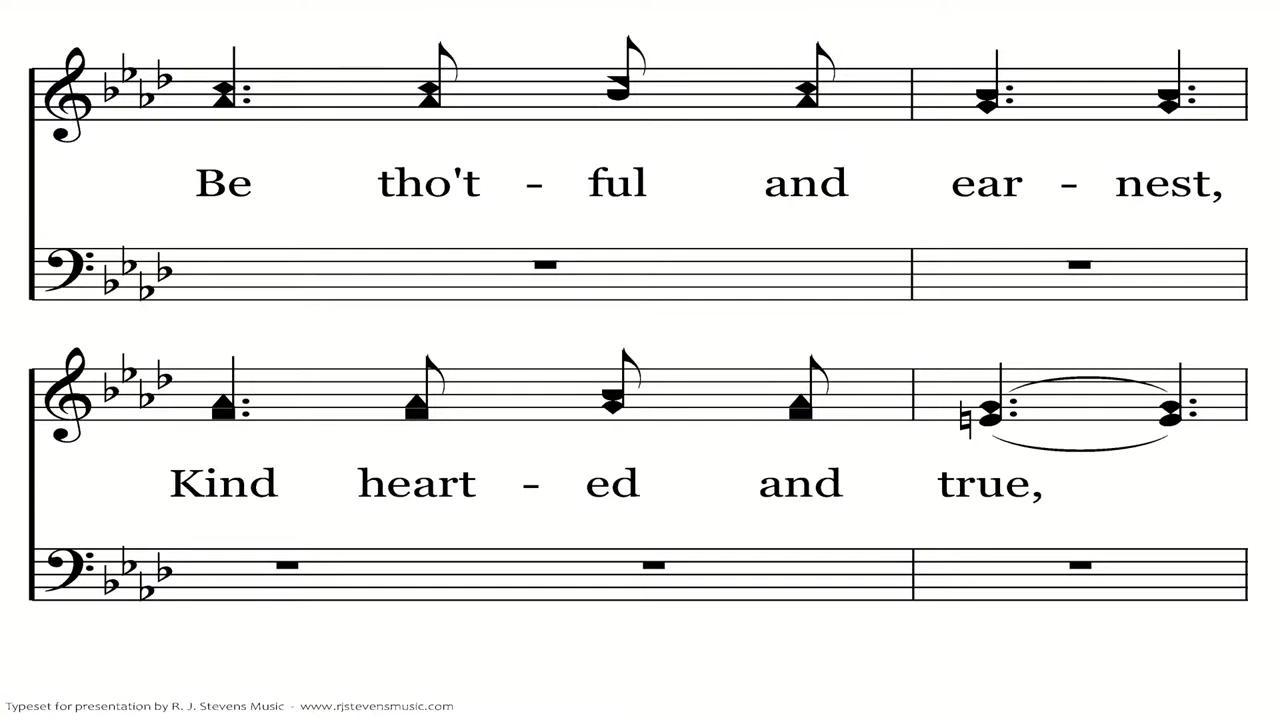 Be tho't - ful and ear - nest,
Kind heart - ed and true,
Typeset for presentation by R. J. Stevens Music - www.rjstevensmusic.com